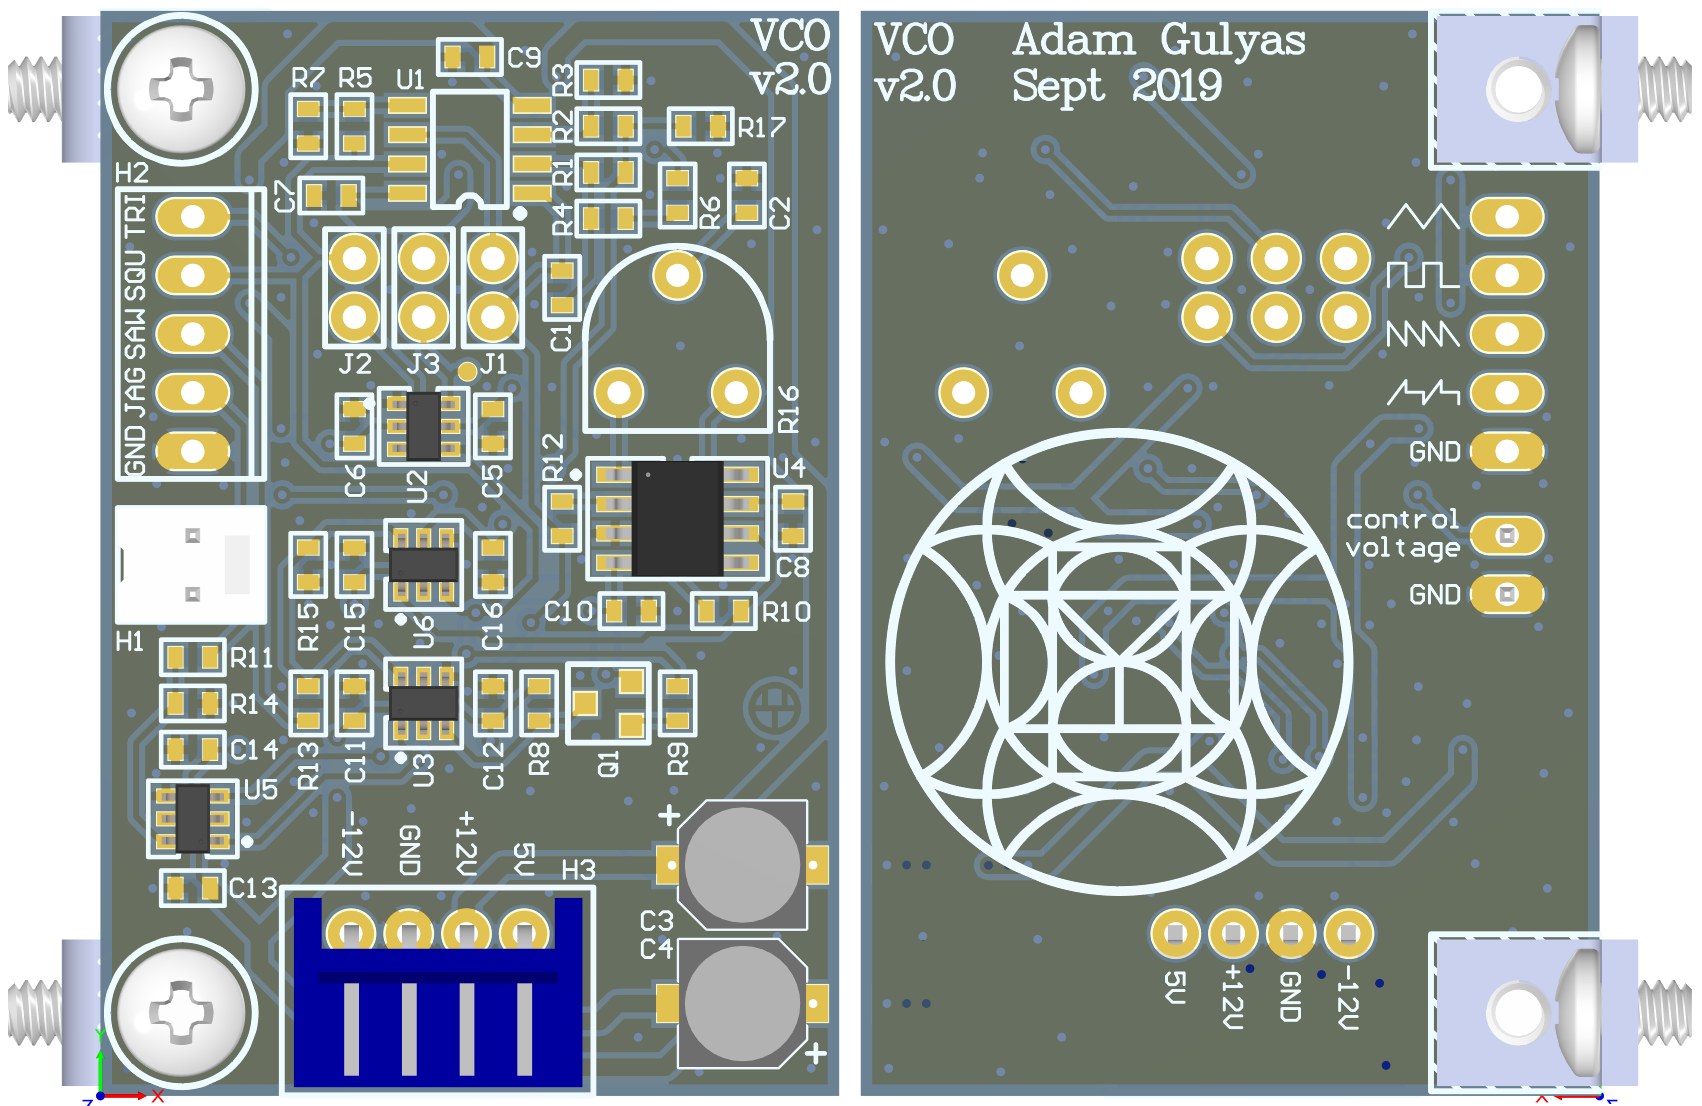 VCO
v2.0
C9
R7 R5 U1
R3
R2
R17
R1
H2
C7
R4
R6
C2
TRI
SQU
SAW
JAG
GND
J2 J3 J1
C1
R16
R12
C6
U2
C5
U4
C8
H1
R15
C15
U6
C16
C10
R10
R11
R14
C14
R13
C11
U3
C12
R8
Q1
R9
U5
-12V
GND
+12V
5V
C13
H3
+
C3
C4
+
Y
X
Z
VCO
v2.0
Adam Gulyas
Sept 2019
GND
control
voltage
GND
5V
+12V
GND
-12V
X
Z